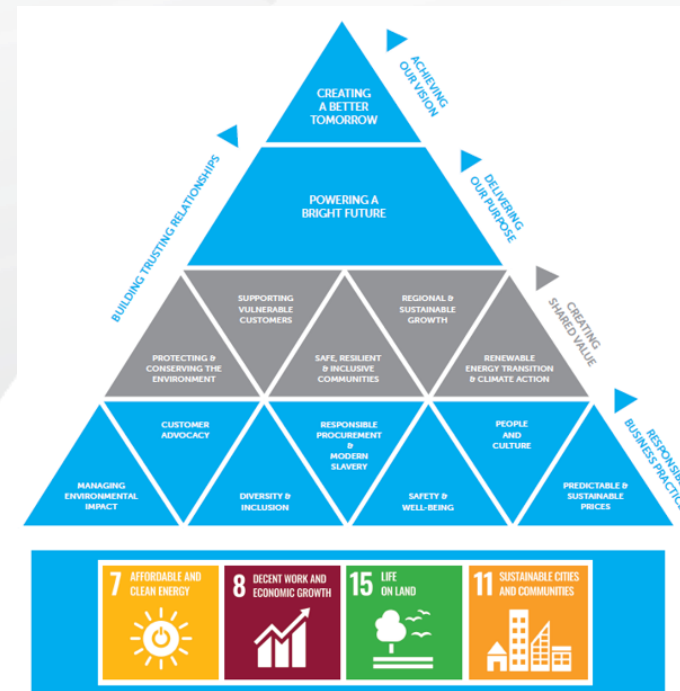 CREATING
A BETTER
TOMORROW
ACHIEVING
OUR VISION
BUILDING TRUSTING RELATIONSHIPS
POWERING A
BRIGHT FUTURE
DELIVERING
OUR PURPOSE
SUPPORTING
VULNERABLE
CUSTOMERS
REGIONAL &
SUSTAINABLE
GROWTH
PROTECTING &
CONSERVING THE
ENVIRONMENT
SAFE, RESILIENT
& INCLUSIVE
COMMUNITIES
RENEWABLE
ENERGY TRANSITION
& CLIMATE ACTION
CREATING
SHARED VALUE
CUSTOMER
ADVOCACY
RESPONSIBLE
PROCUREMENT
&
MODERN
SLAVERY
PEOPLE
AND
CULTURE
MANAGING
ENVIRONMENTAL
IMPACT
DIVERSITY &
INCLUSION
SAFETY &
WELL-BEING
PREDICTABLE &
SUSTAINABLE
PRICES
BUSINESS
7 AFFORDABLE AND
CLEAN ENERGY
8 DECENT WORK AND
ECONOMIC GROWTH
15 LIFE
ON LAND
11 SUSTAINABLE CITIES
AND COMMUNITIES